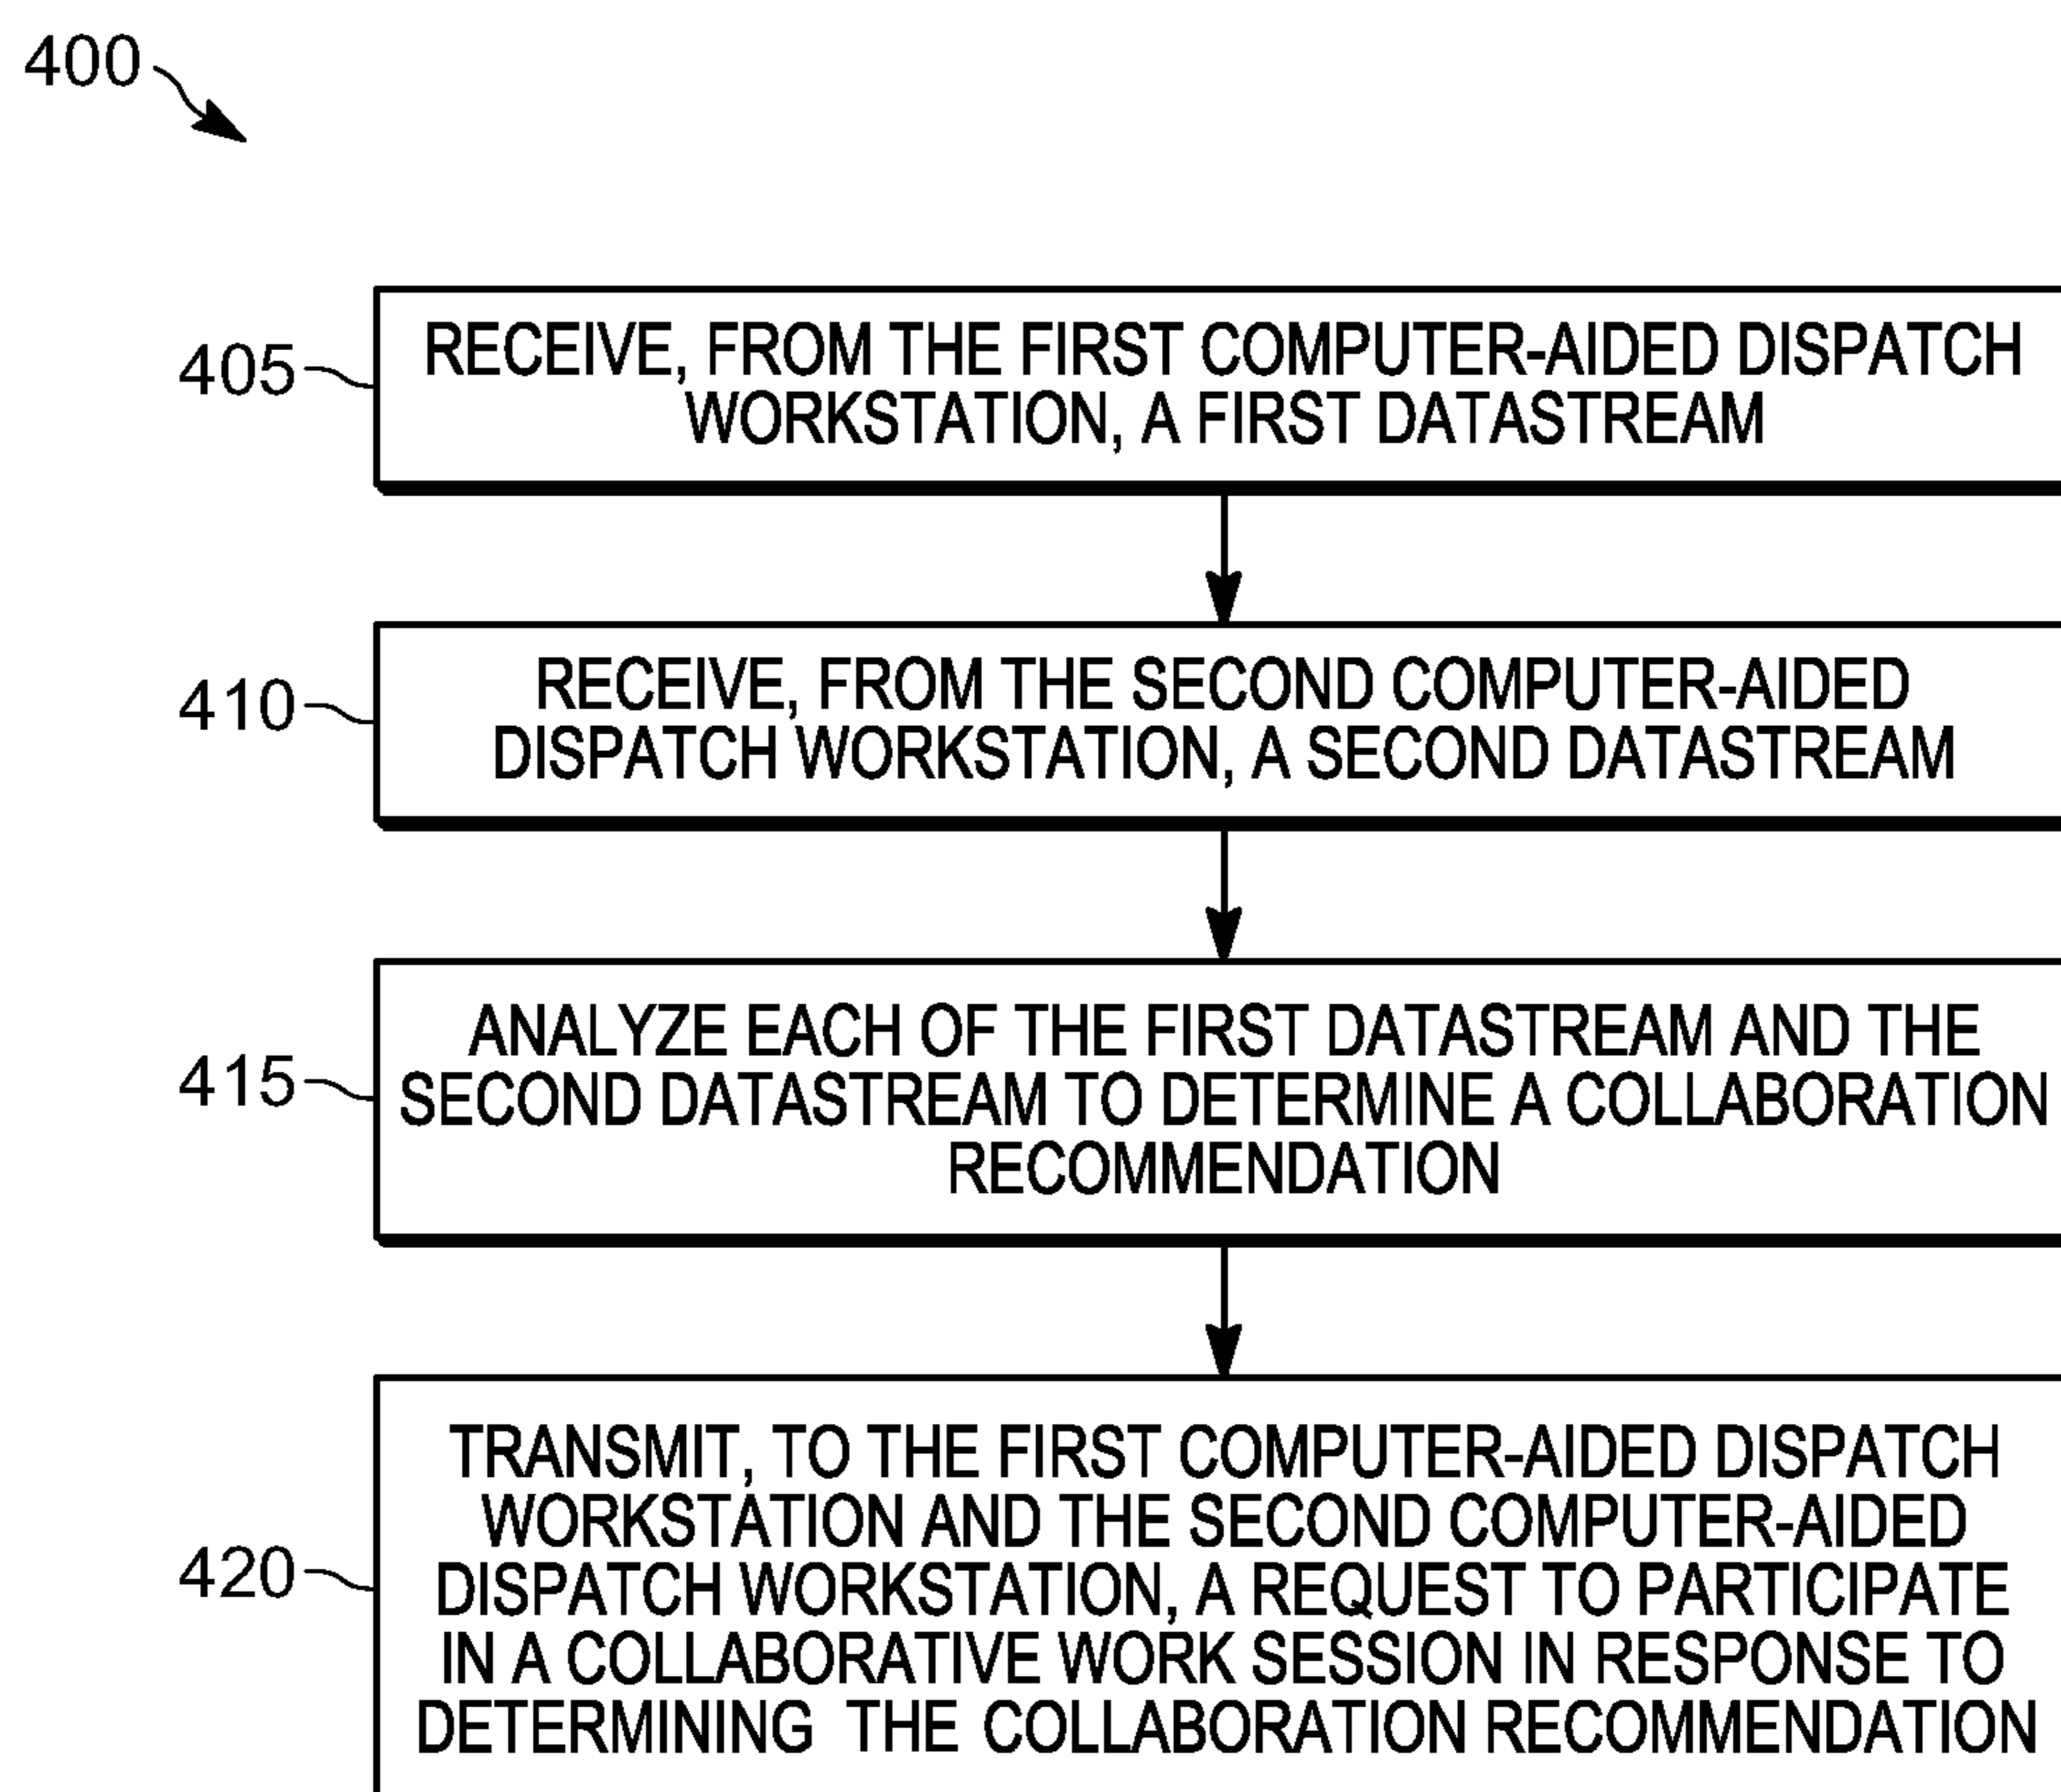 400
405
RECEIVE, FROM THE FIRST COMPUTER-AIDED DISPATCH
WORKSTATION, A FIRST DATASTREAM
410
RECEIVE, FROM THE SECOND COMPUTER-AIDED
DISPATCH WORKSTATION, A SECOND DATASTREAM
415
ANALYZE EACH OF THE FIRST DATASTREAM AND THE
SECOND DATASTREAM TO DETERMINE A COLLABORATION
RECOMMENDATION
420
TRANSMIT, TO THE FIRST COMPUTER-AIDED DISPATCH
WORKSTATION AND THE SECOND COMPUTER-AIDED
DISPATCH WORKSTATION, A REQUEST TO PARTICIPATE
IN A COLLABORATIVE WORK SESSION IN RESPONSE TO
DETERMINING THE COLLABORATION RECOMMENDATION